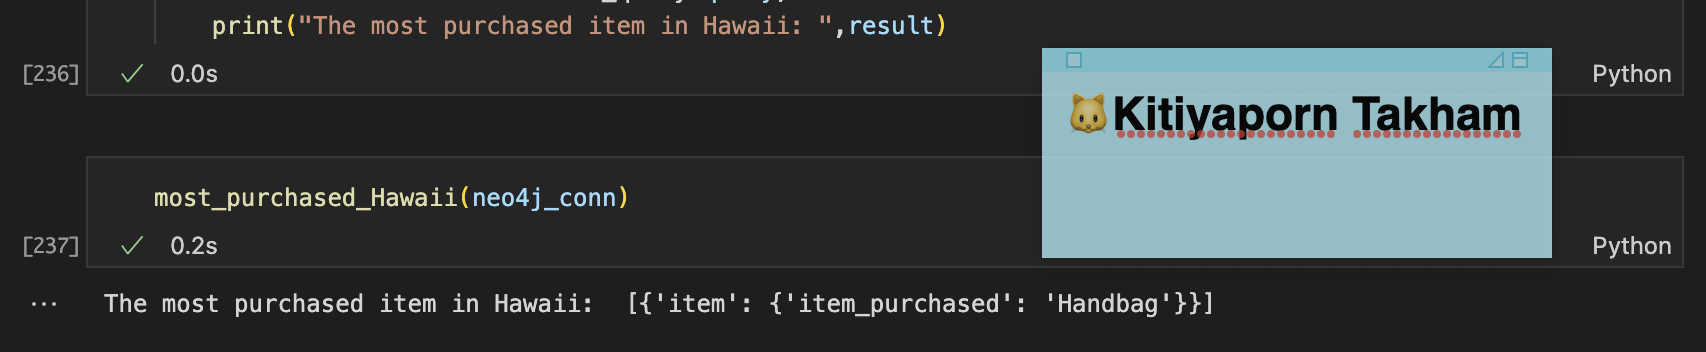 print("The most purchased item in Hawaii: ",result)
[236]
0.0s
Python
🐱Kitiyaporn Takham
most_purchased_Hawaii(neo4j_conn)
[237]
0.2s
Python
... The most purchased item in Hawaii:  [{'item': {'item_purchased': 'Handbag'}}]